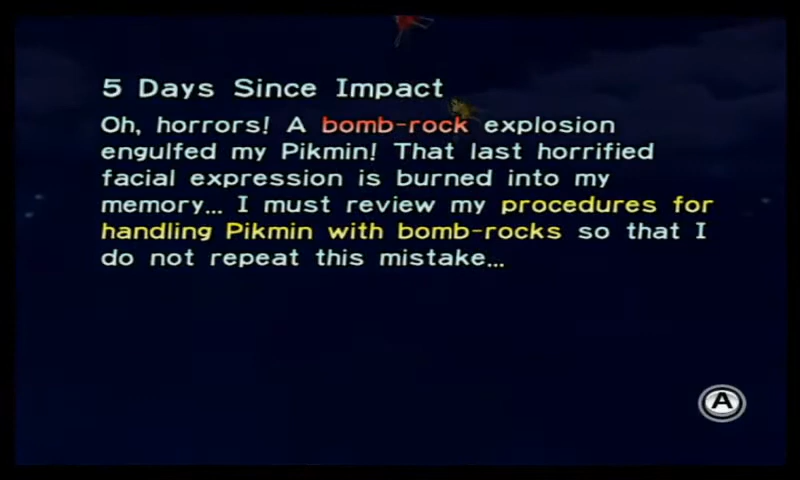 5 Days Since Impact
Oh, horrors! A bomb-rock explosion
engulfed my Pikmin! That last horrified
facial expression is burned into my
memory... I must review my procedures for
handling Pikmin with bomb-rocks so that I
do not repeat this mistake...
A